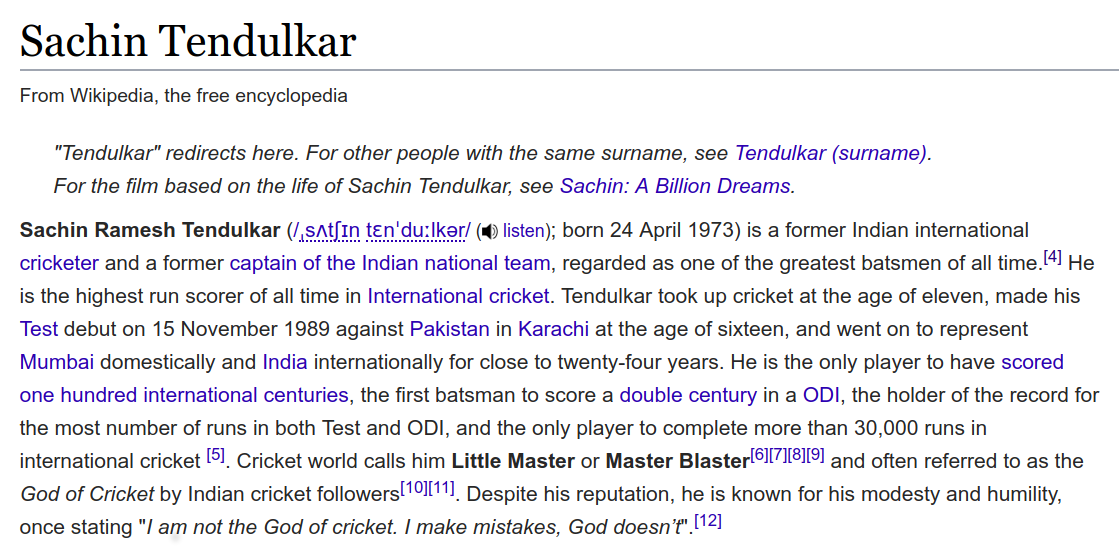 Sachin Tendulkar
From Wikipedia, the free encyclopedia
"Tendulkar" redirects here. For other people with the same surname, see Tendulkar (surname).
For the film based on the life of Sachin Tendulkar, see Sachin: A Billion Dreams.
Sachin Ramesh Tendulkar (/ˌsʌtʃɪn tɛnˈduːlkər/ (listen); born 24 April 1973) is a former Indian international
cricketer and a former captain of the Indian national team, regarded as one of the greatest batsmen of all time.[4] He
is the highest run scorer of all time in International cricket. Tendulkar took up cricket at the age of eleven, made his
Test debut on 15 November 1989 against Pakistan in Karachi at the age of sixteen, and went on to represent
Mumbai domestically and India internationally for close to twenty-four years. He is the only player to have scored
one hundred international centuries, the first batsman to score a double century in a ODI, the holder of the record for
the most number of runs in both Test and ODI, and the only player to complete more than 30,000 runs in
international cricket [5]. Cricket world calls him Little Master or Master Blaster[6][7][8][9] and often referred to as the
God of Cricket by Indian cricket followers[10][11]. Despite his reputation, he is known for his modesty and humility,
once stating "I am not the God of cricket. I make mistakes, God doesn't".[12]